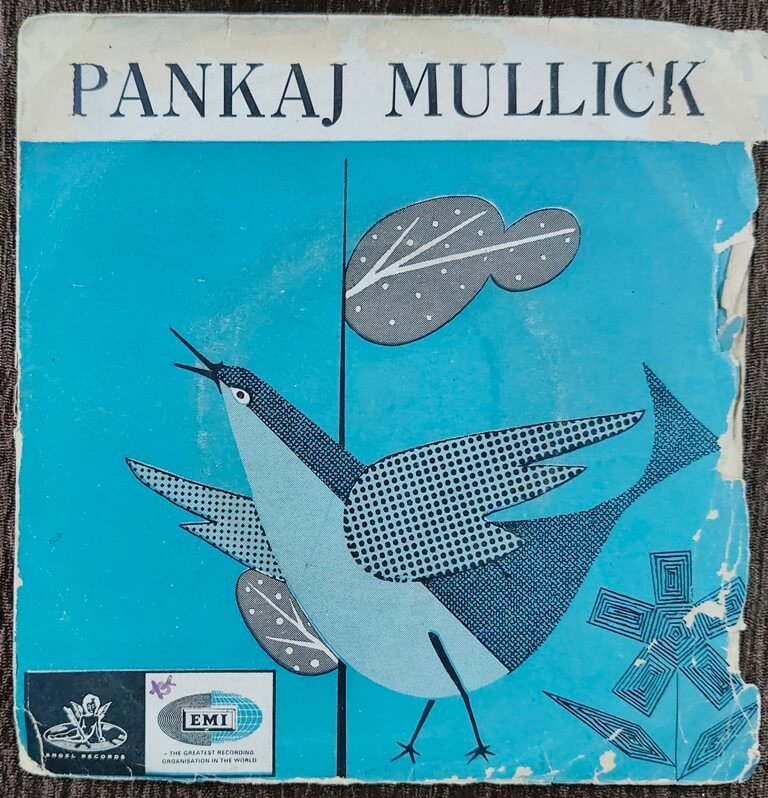 PANKAJ MULLICK
EMI
ANGEL RECORDS
– THE GREATEST RECORDING
ORGANISATION IN THE WORLD